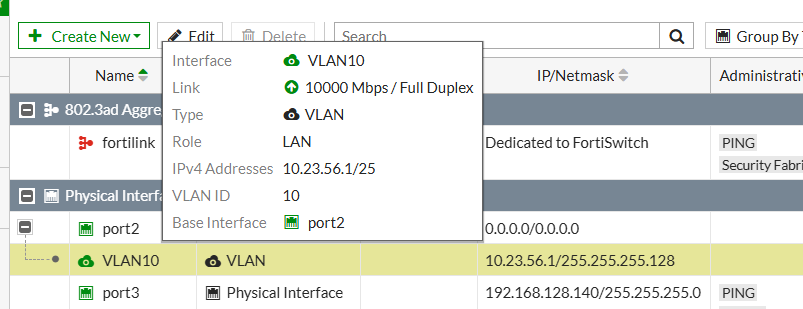 Create New
Edit
Delete
Search
Group By
Name
IP/Netmask
802.3ad Aggre
fortilink
Dedicated to FortiSwitch
PING
Security Fabri
Physical Interfa
port2
0.0.0.0/0.0.0.0
VLAN10
VLAN
10.23.56.1/255.255.255.128
port3
Physical Interface
192.168.128.140/255.255.255.0
PING
Interface
VLAN10
Link
10000 Mbps / Full Duplex
Type
VLAN
Role
LAN
IPv4 Addresses
10.23.56.1/25
VLAN ID
10
Base Interface
port2